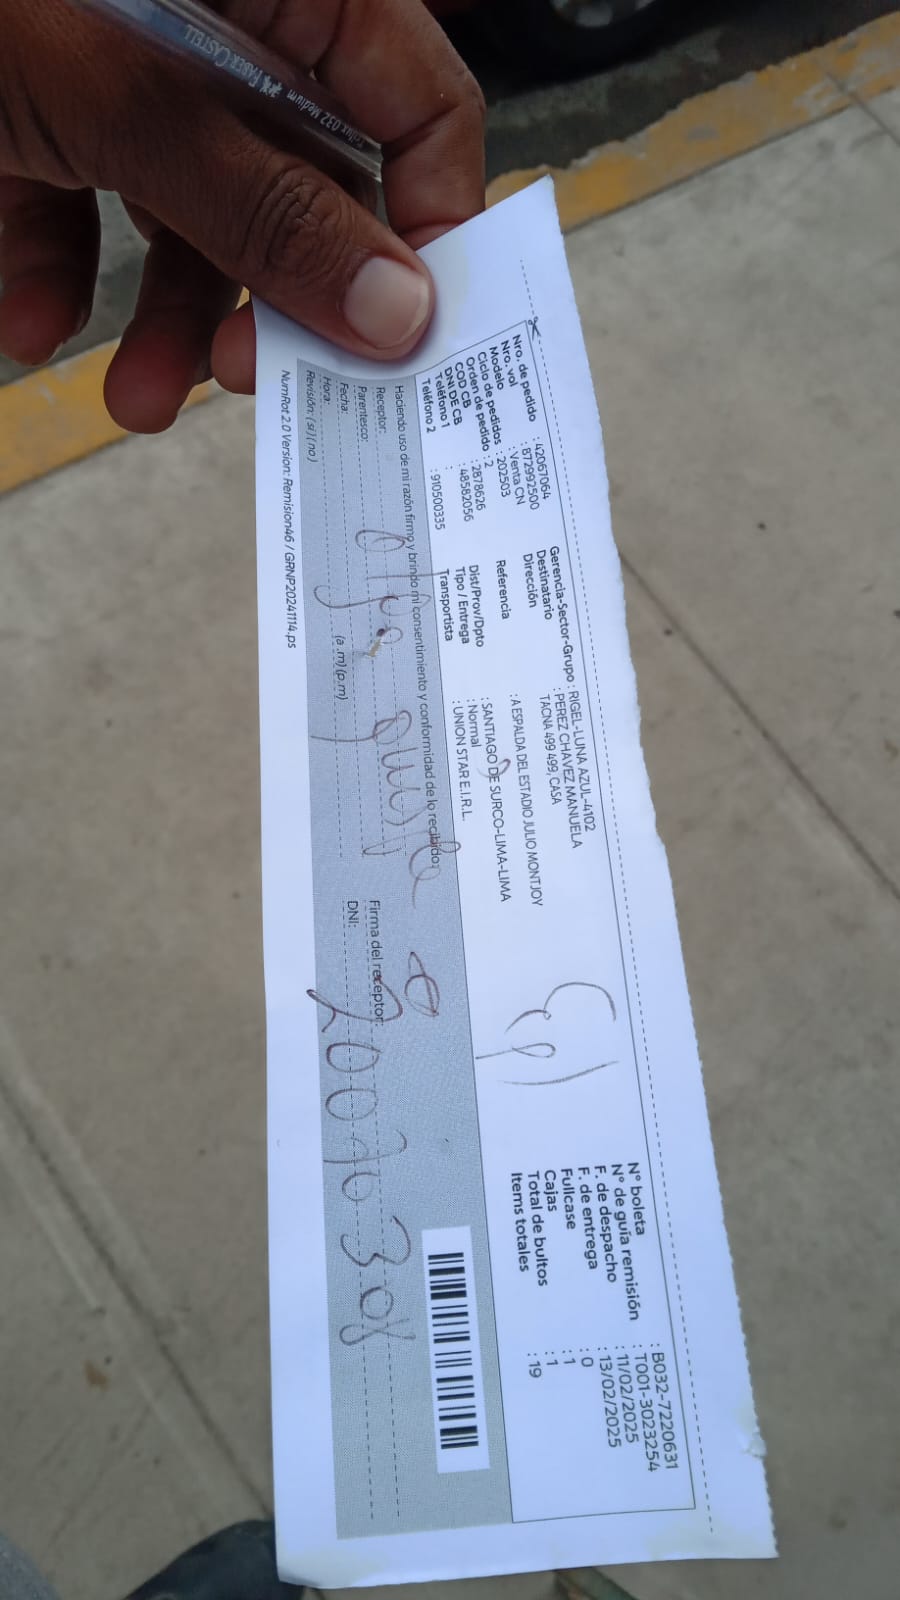 FABER CASTELL
Trilux 032 Medium
Nro. de pedido : 42067064
Nro. vol : 872992500
Modelo : Venta CN
Ciclo de pedidos : 202503
Orden de pedido : 2
COD CB : 2878626
DNI DE CB : 48582056
Teléfono 1
Teléfono 2 : 910500335
Gerencia-Sector-Grupo : RIGEL-LUNA AZUL-4102
Destinatario : PEREZ CHAVEZ MANUELA
Dirección TACNA 499 499, CASA
Referencia : A ESPALDA DEL ESTADIO JULIO MONTJOY
Dist/Prov/Dpto : SANTIAGO DE SURCO-LIMA-LIMA
Tipo / Entrega : Normal
Transportista : UNION STAR E.I.R.L.
N° boleta : B032-7220631
N° de guía remisión : T001-3023254
F. de despacho : 11/02/2025
F. de entrega : 13/02/2025
Fullcase : 0
Cajas : 1
Total de bultos : 1
Items totales : 19
Haciendo uso de mi razón firmo y brindo mi consentimiento y conformidad de lo recibido:
Receptor:
Parentesco:
Fecha:
Hora: (a.m) (p.m)
Revisión: (si) (no)
Firma del receptor:
DNI:
NumRot 2.0 Version: Remision46 / GRNP20241114.ps